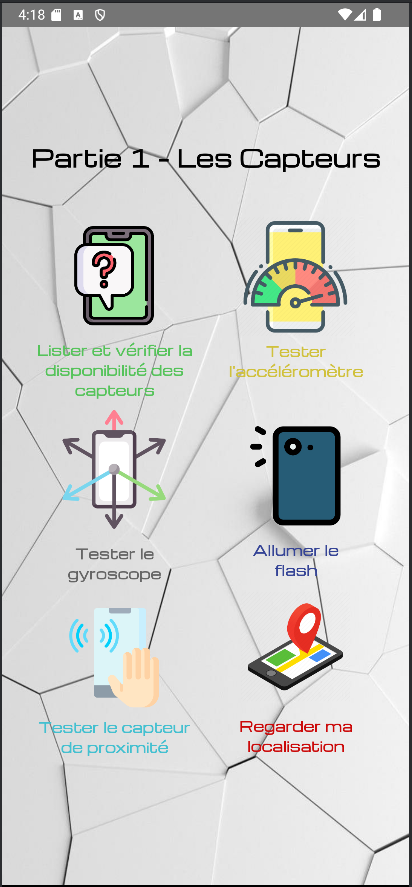 4:18
A
Partie 1 - Les Capteurs
?
Lister et vérifier la
disponibilité des
capteurs
Tester
l'accéléromètre
Tester le
gyroscope
Allumer le
flash
Tester le capteur
de proximité
Regarder ma
localisation